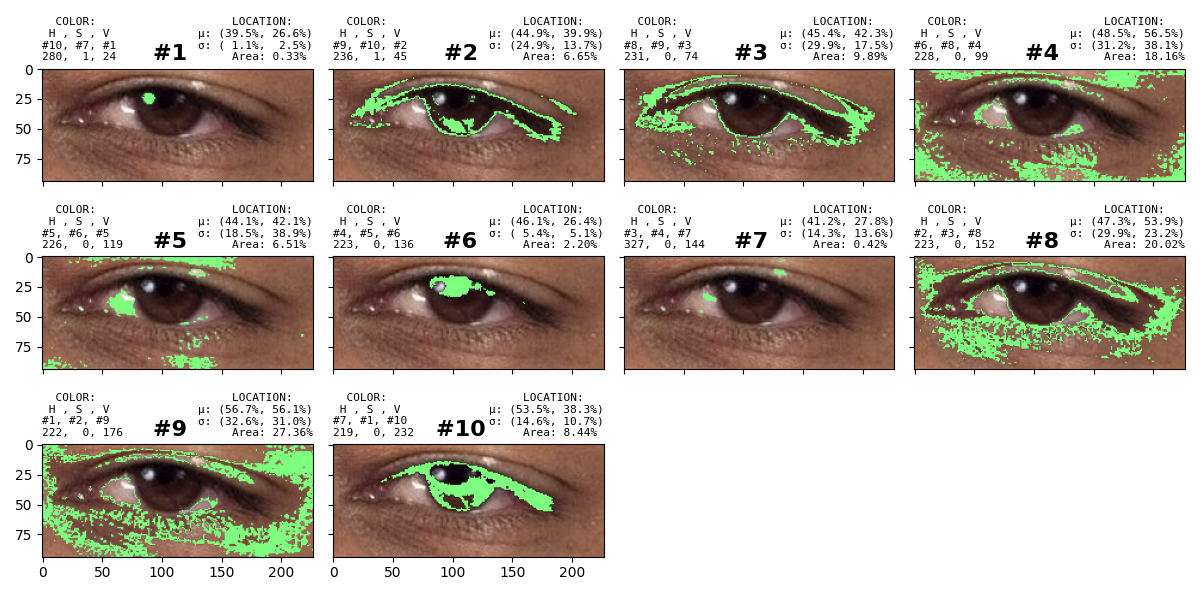 COLOR: LOCATION:
H , S , V μ: (39.5%, 26.6%)
#10, #7, #1 #1 σ: ( 1.1%, 2.5%)
280, 1, 24 Area: 0.33%
COLOR: LOCATION:
H , S , V μ: (44.9%, 39.9%)
#9, #10, #2 #2 σ: (24.9%, 13.7%)
236, 1, 45 Area: 6.65%
COLOR: LOCATION:
H , S , V μ: (45.4%, 42.3%)
#8, #9, #3 #3 σ: (29.9%, 17.5%)
231, 0, 74 Area: 9.89%
COLOR: LOCATION:
H , S , V μ: (48.5%, 56.5%)
#6, #8, #4 #4 σ: (31.2%, 38.1%)
228, 0, 99 Area: 18.16%
0
25
50
75
COLOR: LOCATION:
H , S , V μ: (44.1%, 42.1%)
#5, #6, #5 #5 σ: (18.5%, 38.9%)
226, 0, 119 Area: 6.51%
COLOR: LOCATION:
H , S , V μ: (46.1%, 26.4%)
#4, #5, #6 #6 σ: ( 5.4%, 5.1%)
223, 0, 136 Area: 2.20%
COLOR: LOCATION:
H , S , V μ: (41.2%, 27.8%)
#3, #4, #7 #7 σ: (14.3%, 13.6%)
327, 0, 144 Area: 0.42%
COLOR: LOCATION:
H , S , V μ: (47.3%, 53.9%)
#2, #3, #8 #8 σ: (29.9%, 23.2%)
223, 0, 152 Area: 20.02%
0
25
50
75
COLOR: LOCATION:
H , S , V μ: (56.7%, 56.1%)
#1, #2, #9 #9 σ: (32.6%, 31.0%)
222, 0, 176 Area: 27.36%
COLOR: LOCATION:
H , S , V μ: (53.5%, 38.3%)
#7, #1, #10 #10 σ: (14.6%, 10.7%)
219, 0, 232 Area: 8.44%
0
25
50
75
0 50 100 150 200
0 50 100 150 200